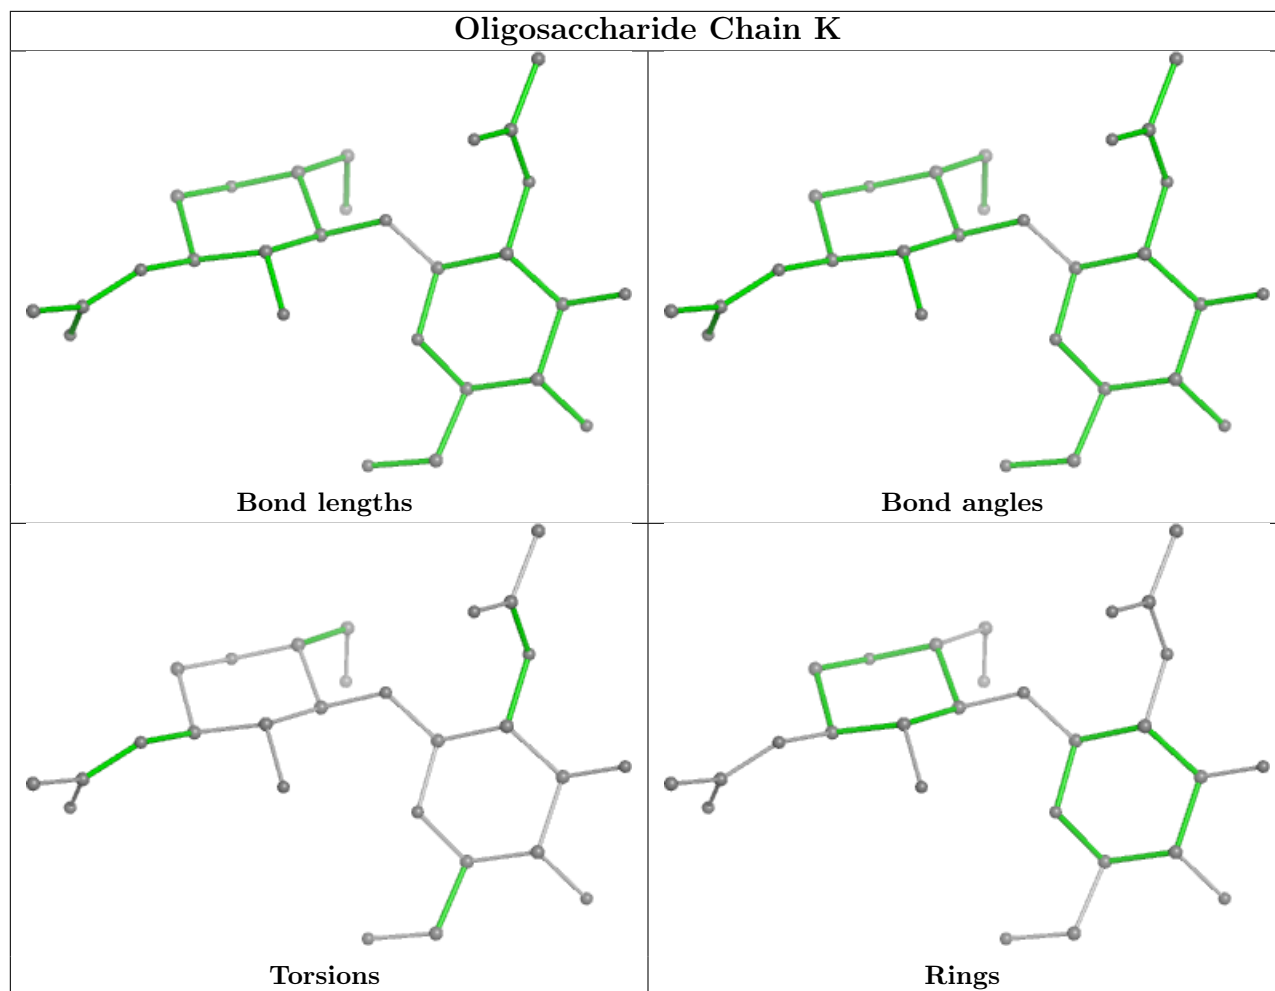 Oligosaccharide Chain K
Bond lengths
Bond angles
Torsions
Rings